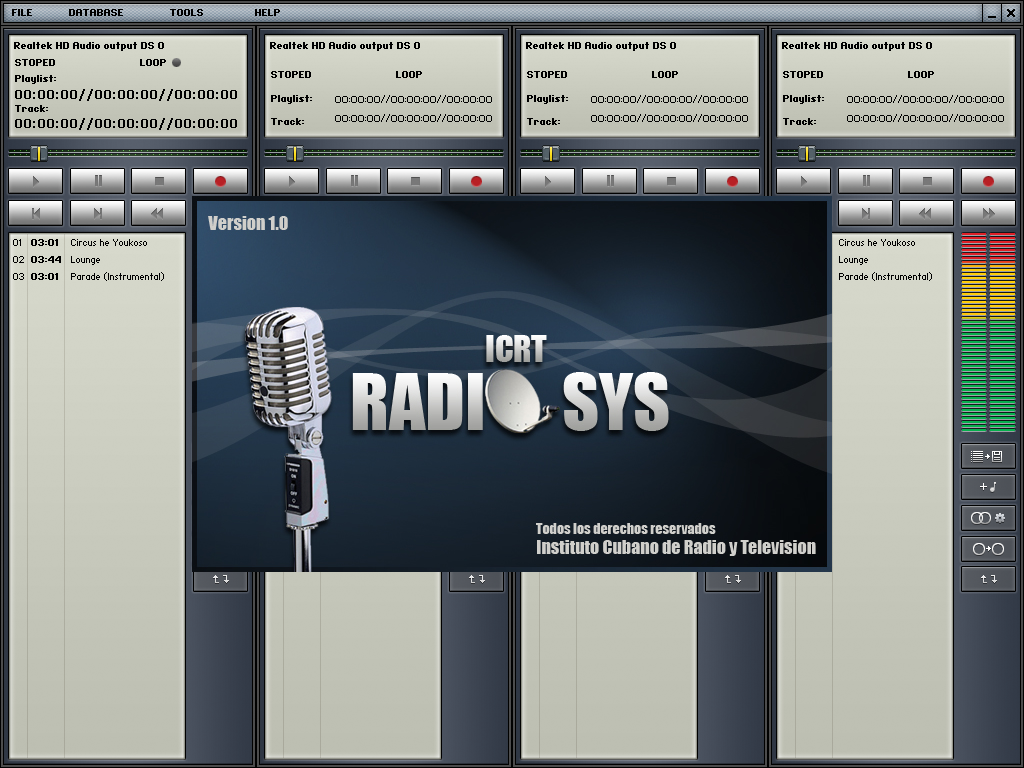 FILE DATABASE TOOLS HELP
Realtek HD Audio output DS 0
STOPED LOOP
Playlist:
00:00:00//00:00:00//00:00:00
Track:
00:00:00//00:00:00//00:00:00
Realtek HD Audio output DS 0
STOPED LOOP
Playlist: 00:00:00//00:00:00//00:00:00
Track: 00:00:00//00:00:00//00:00:00
Realtek HD Audio output DS 0
STOPED LOOP
Playlist: 00:00:00//00:00:00//00:00:00
Track: 00:00:00//00:00:00//00:00:00
Realtek HD Audio output DS 0
STOPED LOOP
Playlist: 00:00:00//00:00:00//00:00:00
Track: 00:00:00//00:00:00//00:00:00
01 03:01 Circus he Youkoso
02 03:44 Lounge
03 03:01 Parade (Instrumental)
Version 1.0
ICRT
RADIO SYS
ON
OFF
Todos los derechos reservados
Instituto Cubano de Radio y Television
Circus he Youkoso
Lounge
Parade (Instrumental)